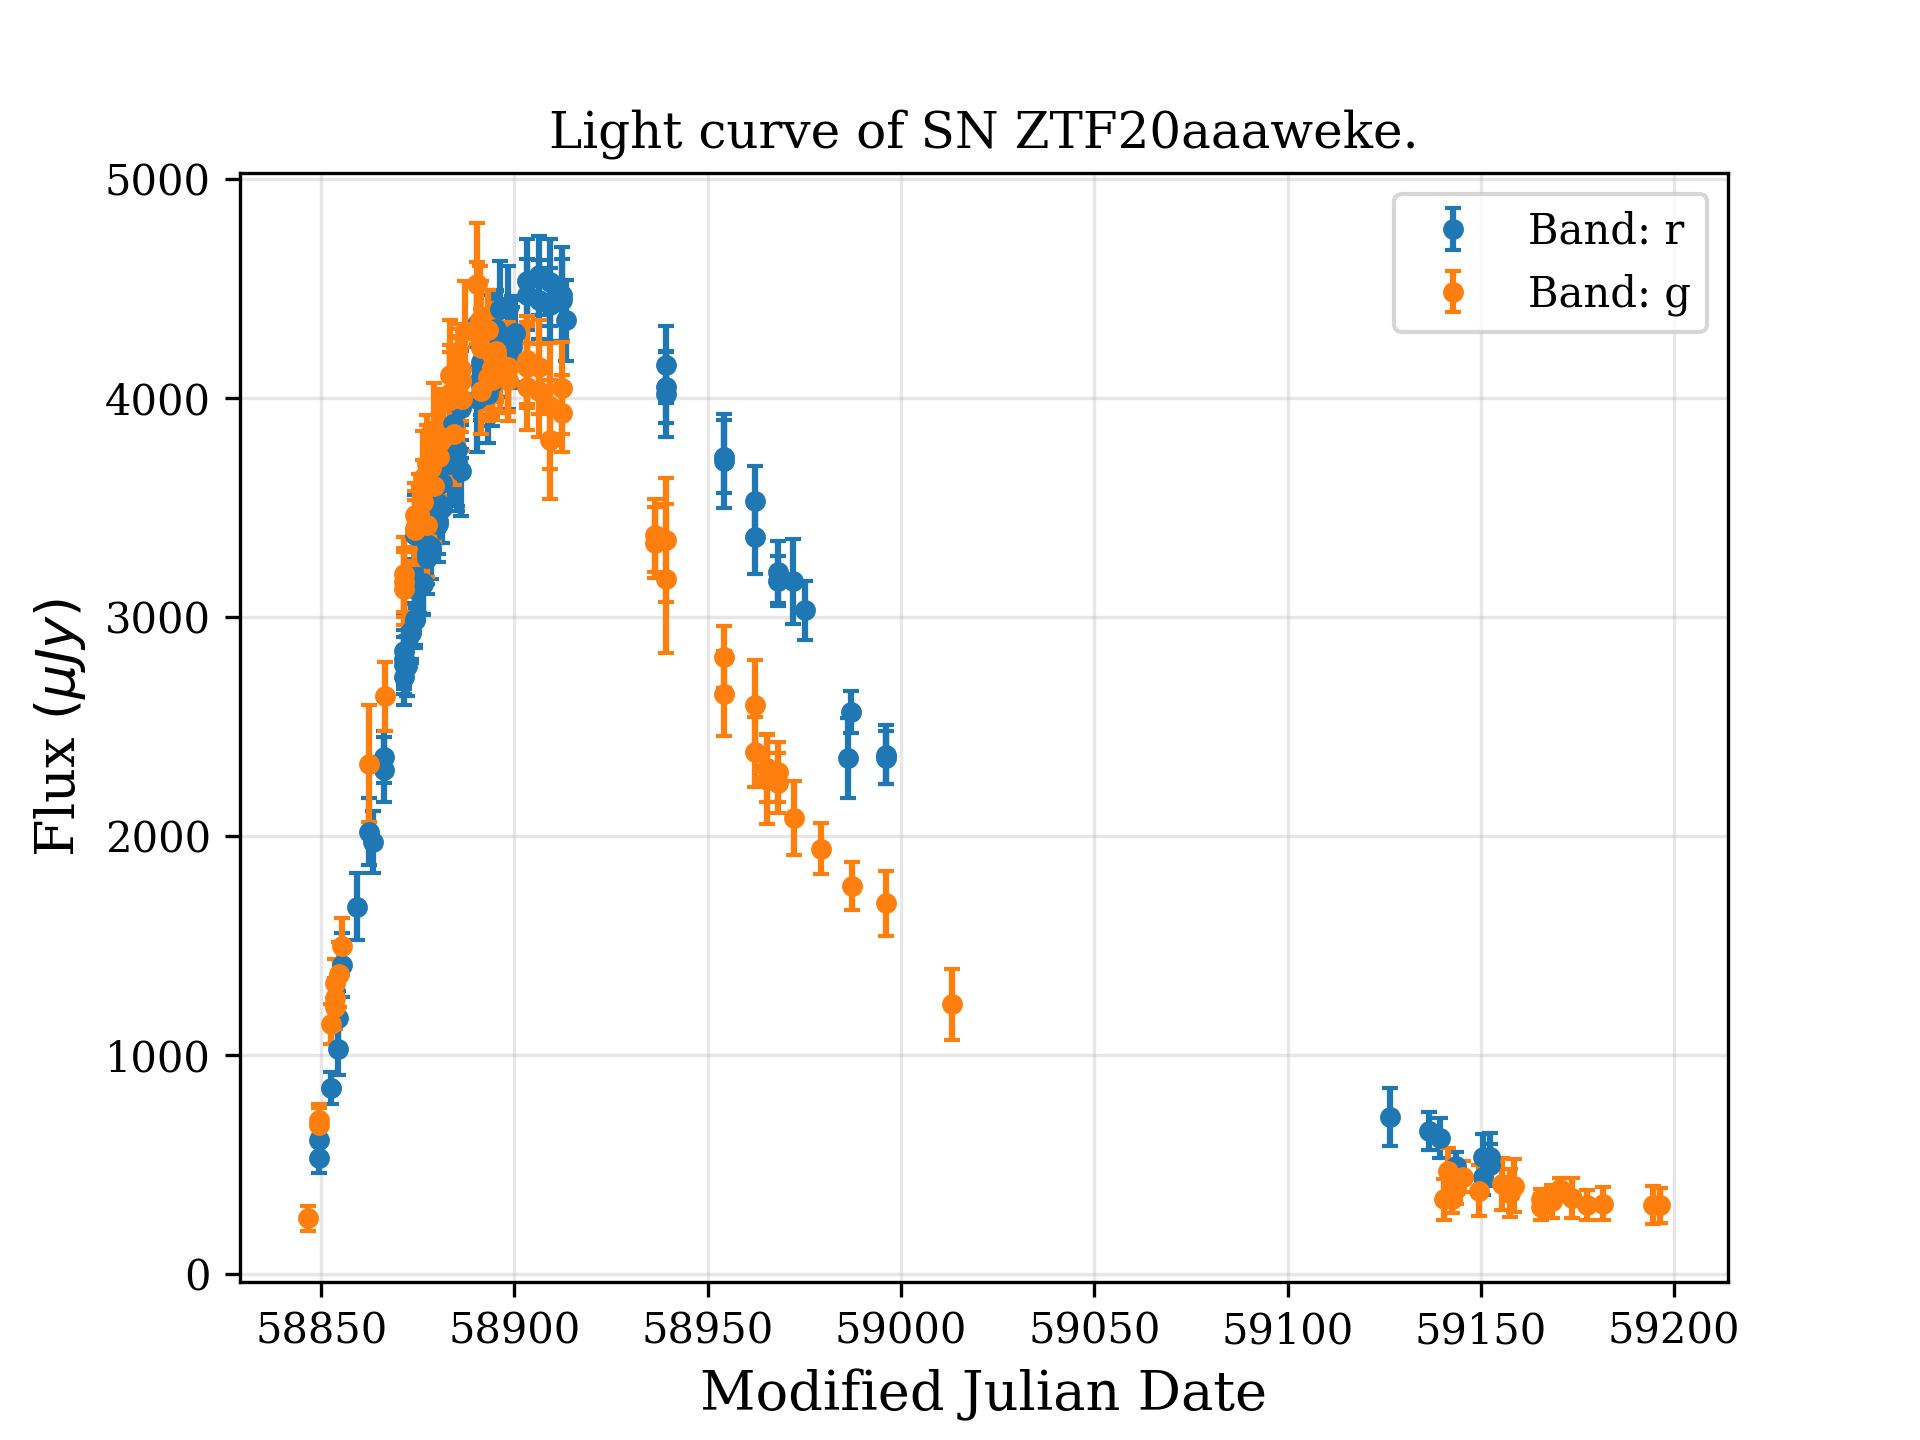 Light curve of SN ZTF20aaaweke.
5000
4000
3000
2000
1000
0
Flux (μJy)
Band: r
Band: g
58850 58900 58950 59000 59050 59100 59150 59200
Modified Julian Date